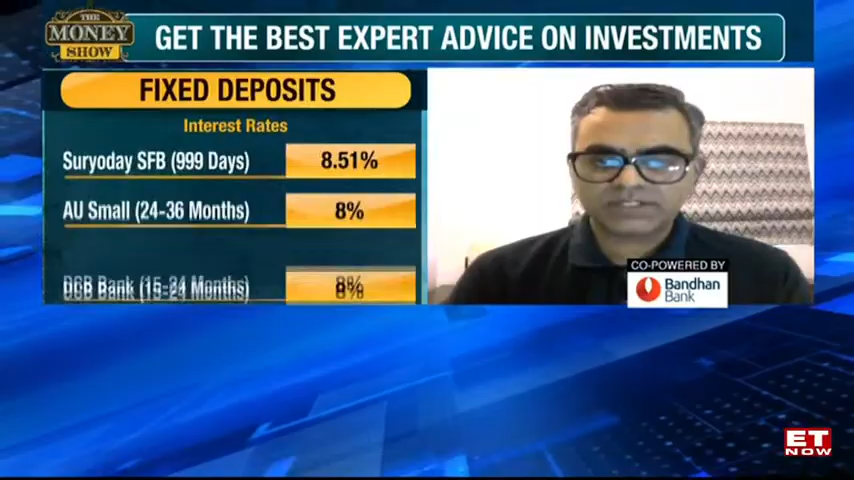 THE
MONEY
SHOW
GET THE BEST EXPERT ADVICE ON INVESTMENTS
FIXED DEPOSITS
Interest Rates
Suryoday SFB (999 Days) 8.51%
AU Small (24-36 Months) 8%
DCB Bank (15-24 Months) 8%
CO-POWERED BY
Bandhan
Bank
ET
NOW